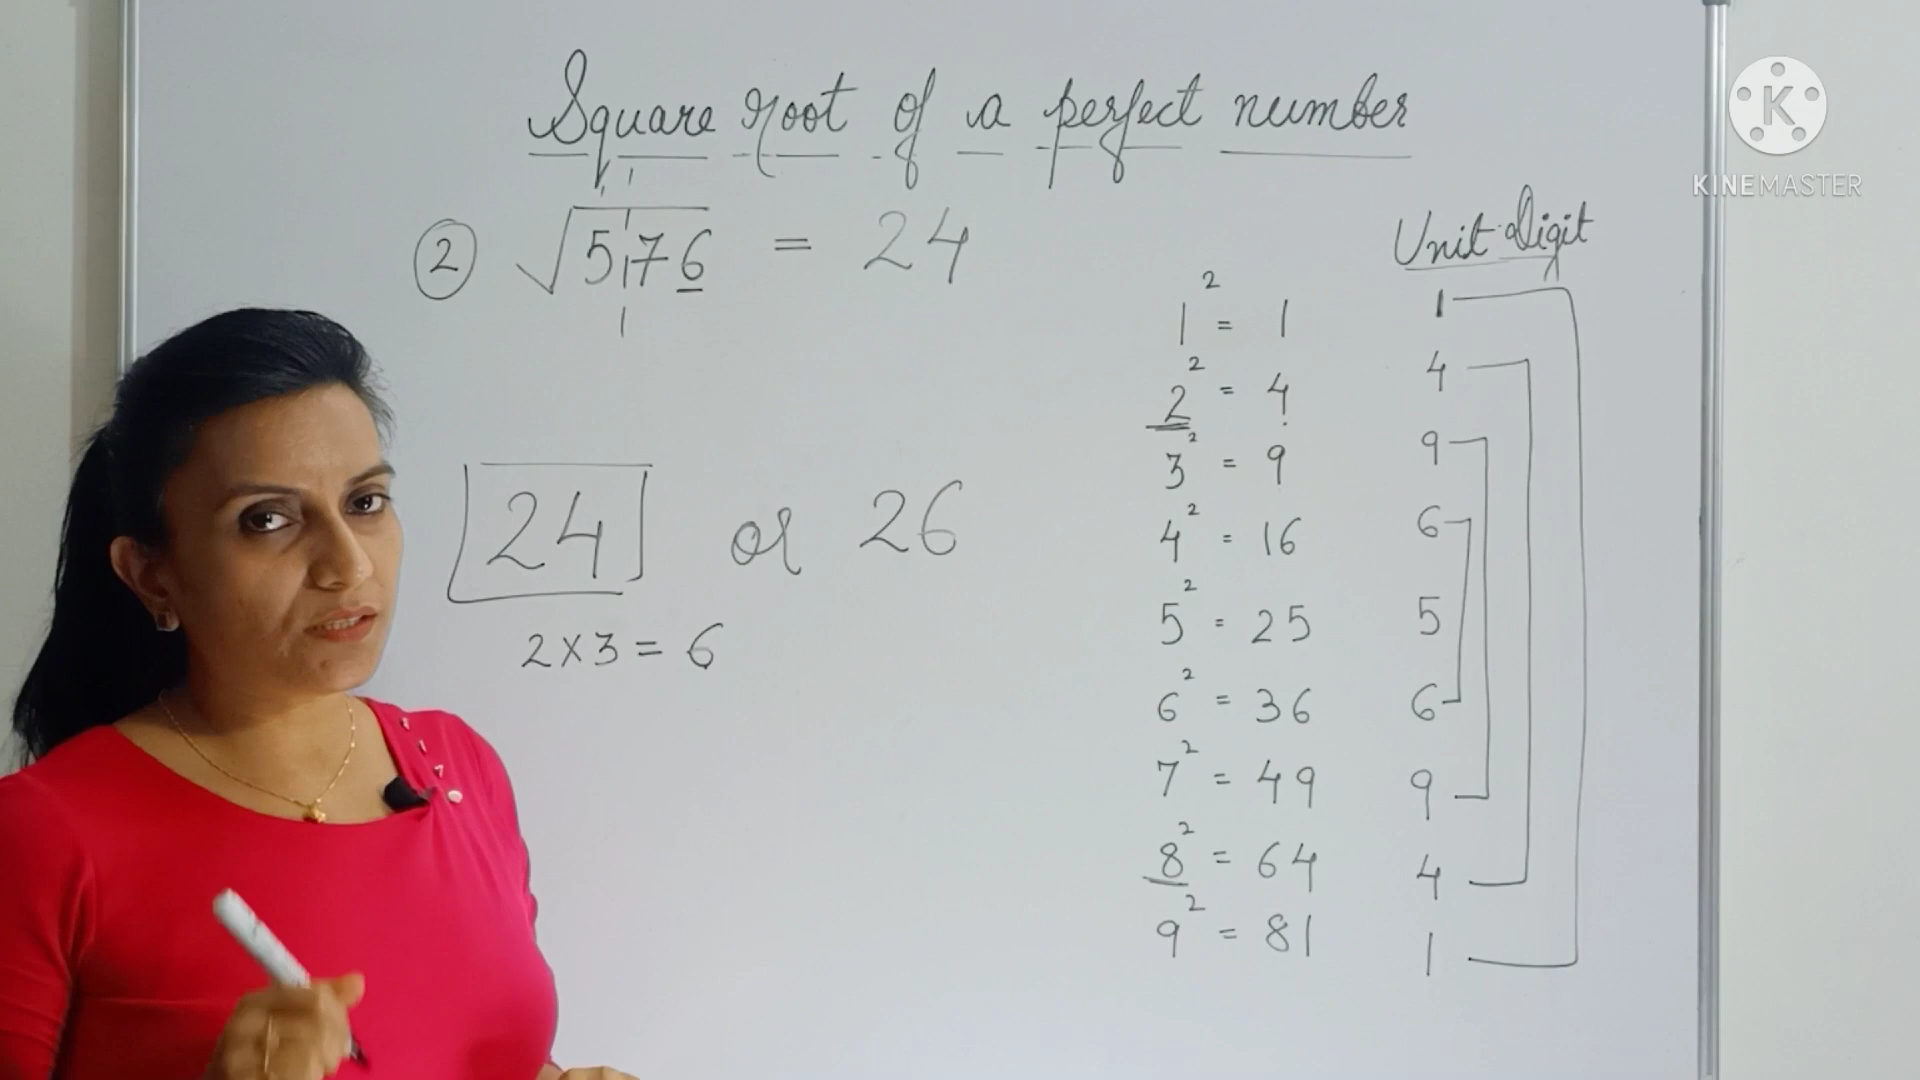 Square root of a perfect number
KINEMASTER
② √576 = 24
24 or 26
2×3 = 6
Unit Digit
1² = 1 1
2² = 4 4
3² = 9 9
4² = 16 6
5² = 25 5
6² = 36 6
7² = 49 9
8² = 64 4
9² = 81 1